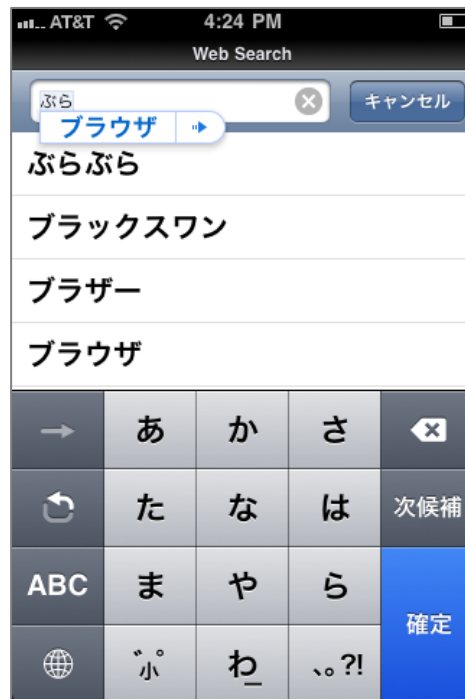 AT&T 4:24 PM
Web Search
ぶら キャンセル
ブラウザ
ぶらぶら
ブラックスワン
ブラザー
ブラウザ
→ あ か さ
た な は 次候補
ABC ま や ら 確定
゛゜小 わ_ 、。?!